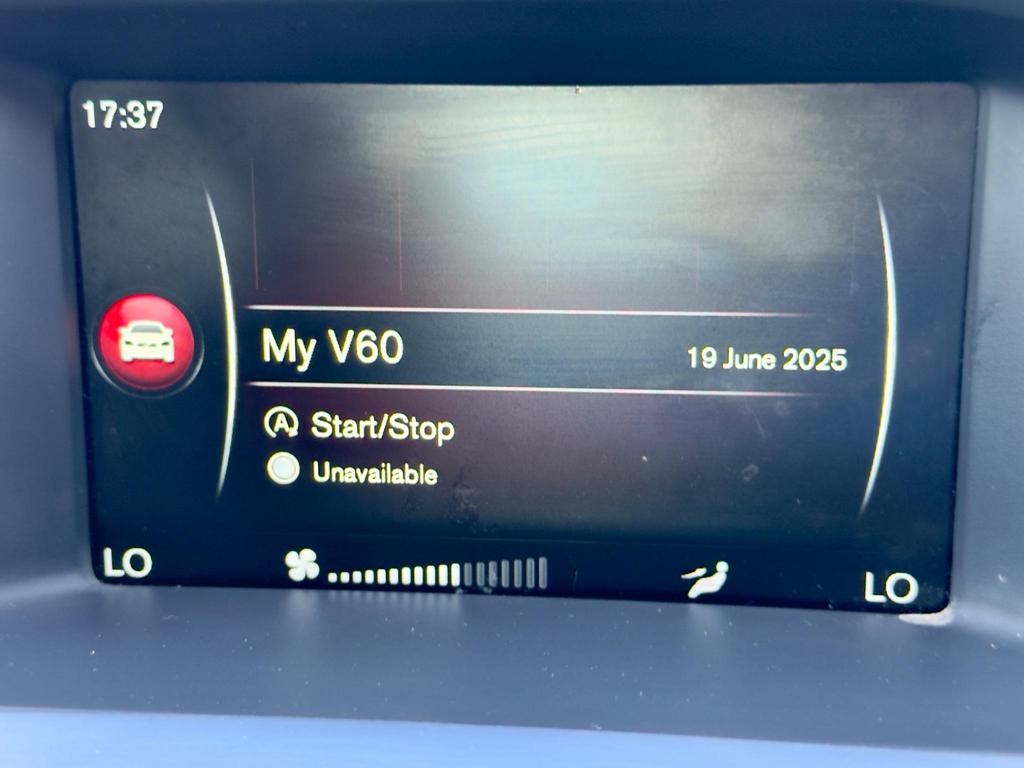 17:37
My V60
19 June 2025
A Start/Stop
Unavailable
LO
LO